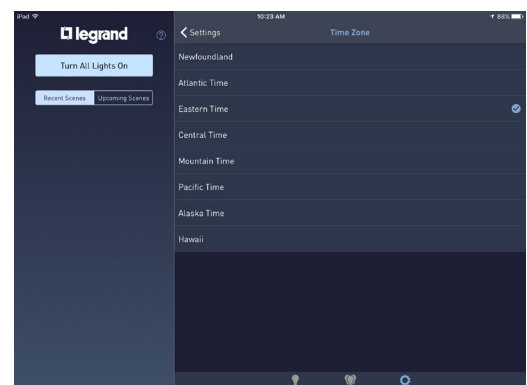 iPad
10:23 AM
88%
legrand
?
Settings
Time Zone
Turn All Lights On
Recent Scenes
Upcoming Scenes
Newfoundland
Atlantic Time
Eastern Time
Central Time
Mountain Time
Pacific Time
Alaska Time
Hawaii